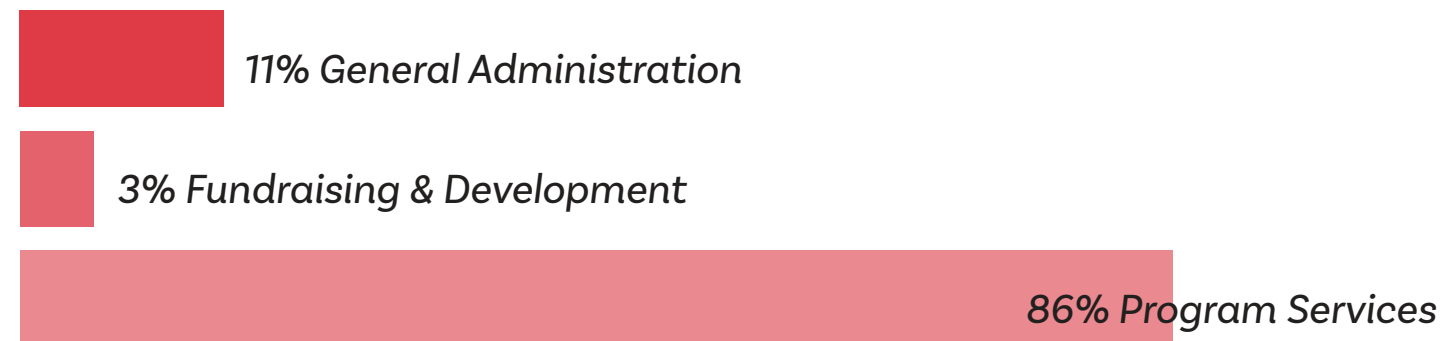 11% General Administration
3% Fundraising & Development
86% Program Services